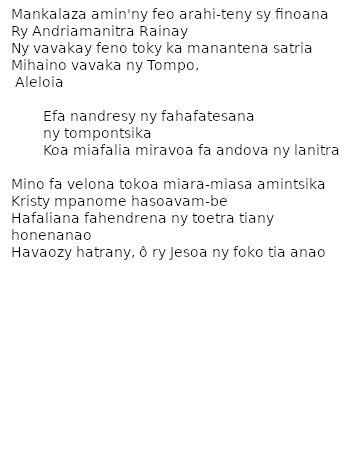 Mankalaza amin'ny feo arahi-teny sy finoana
Ry Andriamanitra Rainay
Ny vavakay feno toky ka manantena satria
Mihaino vavaka ny Tompo,
Aleloia
Efa nandresy ny fahafatesana
ny tompontsika
Koa miafalia miravoa fa andova ny lanitra
Mino fa velona tokoa miara-miasa amintsika
Kristy mpanome hasoavam-be
Hafaliana fahendrena ny toetra tiany
honenanao
Havaozy hatrany, ô ry Jesoa ny foko tia anao